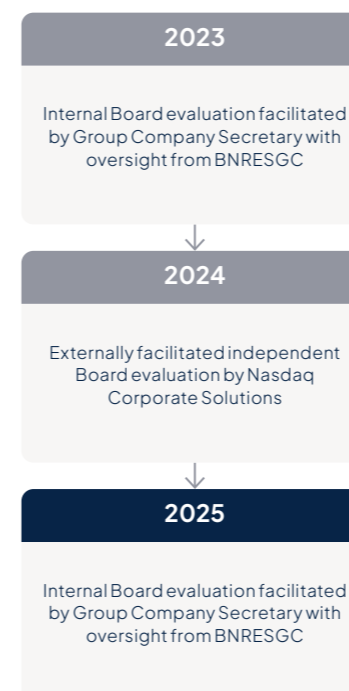 2023
Internal Board evaluation facilitated
by Group Company Secretary with
oversight from BNRESGC
2024
Externally facilitated independent
Board evaluation by Nasdaq
Corporate Solutions
2025
Internal Board evaluation facilitated
by Group Company Secretary with
oversight from BNRESGC